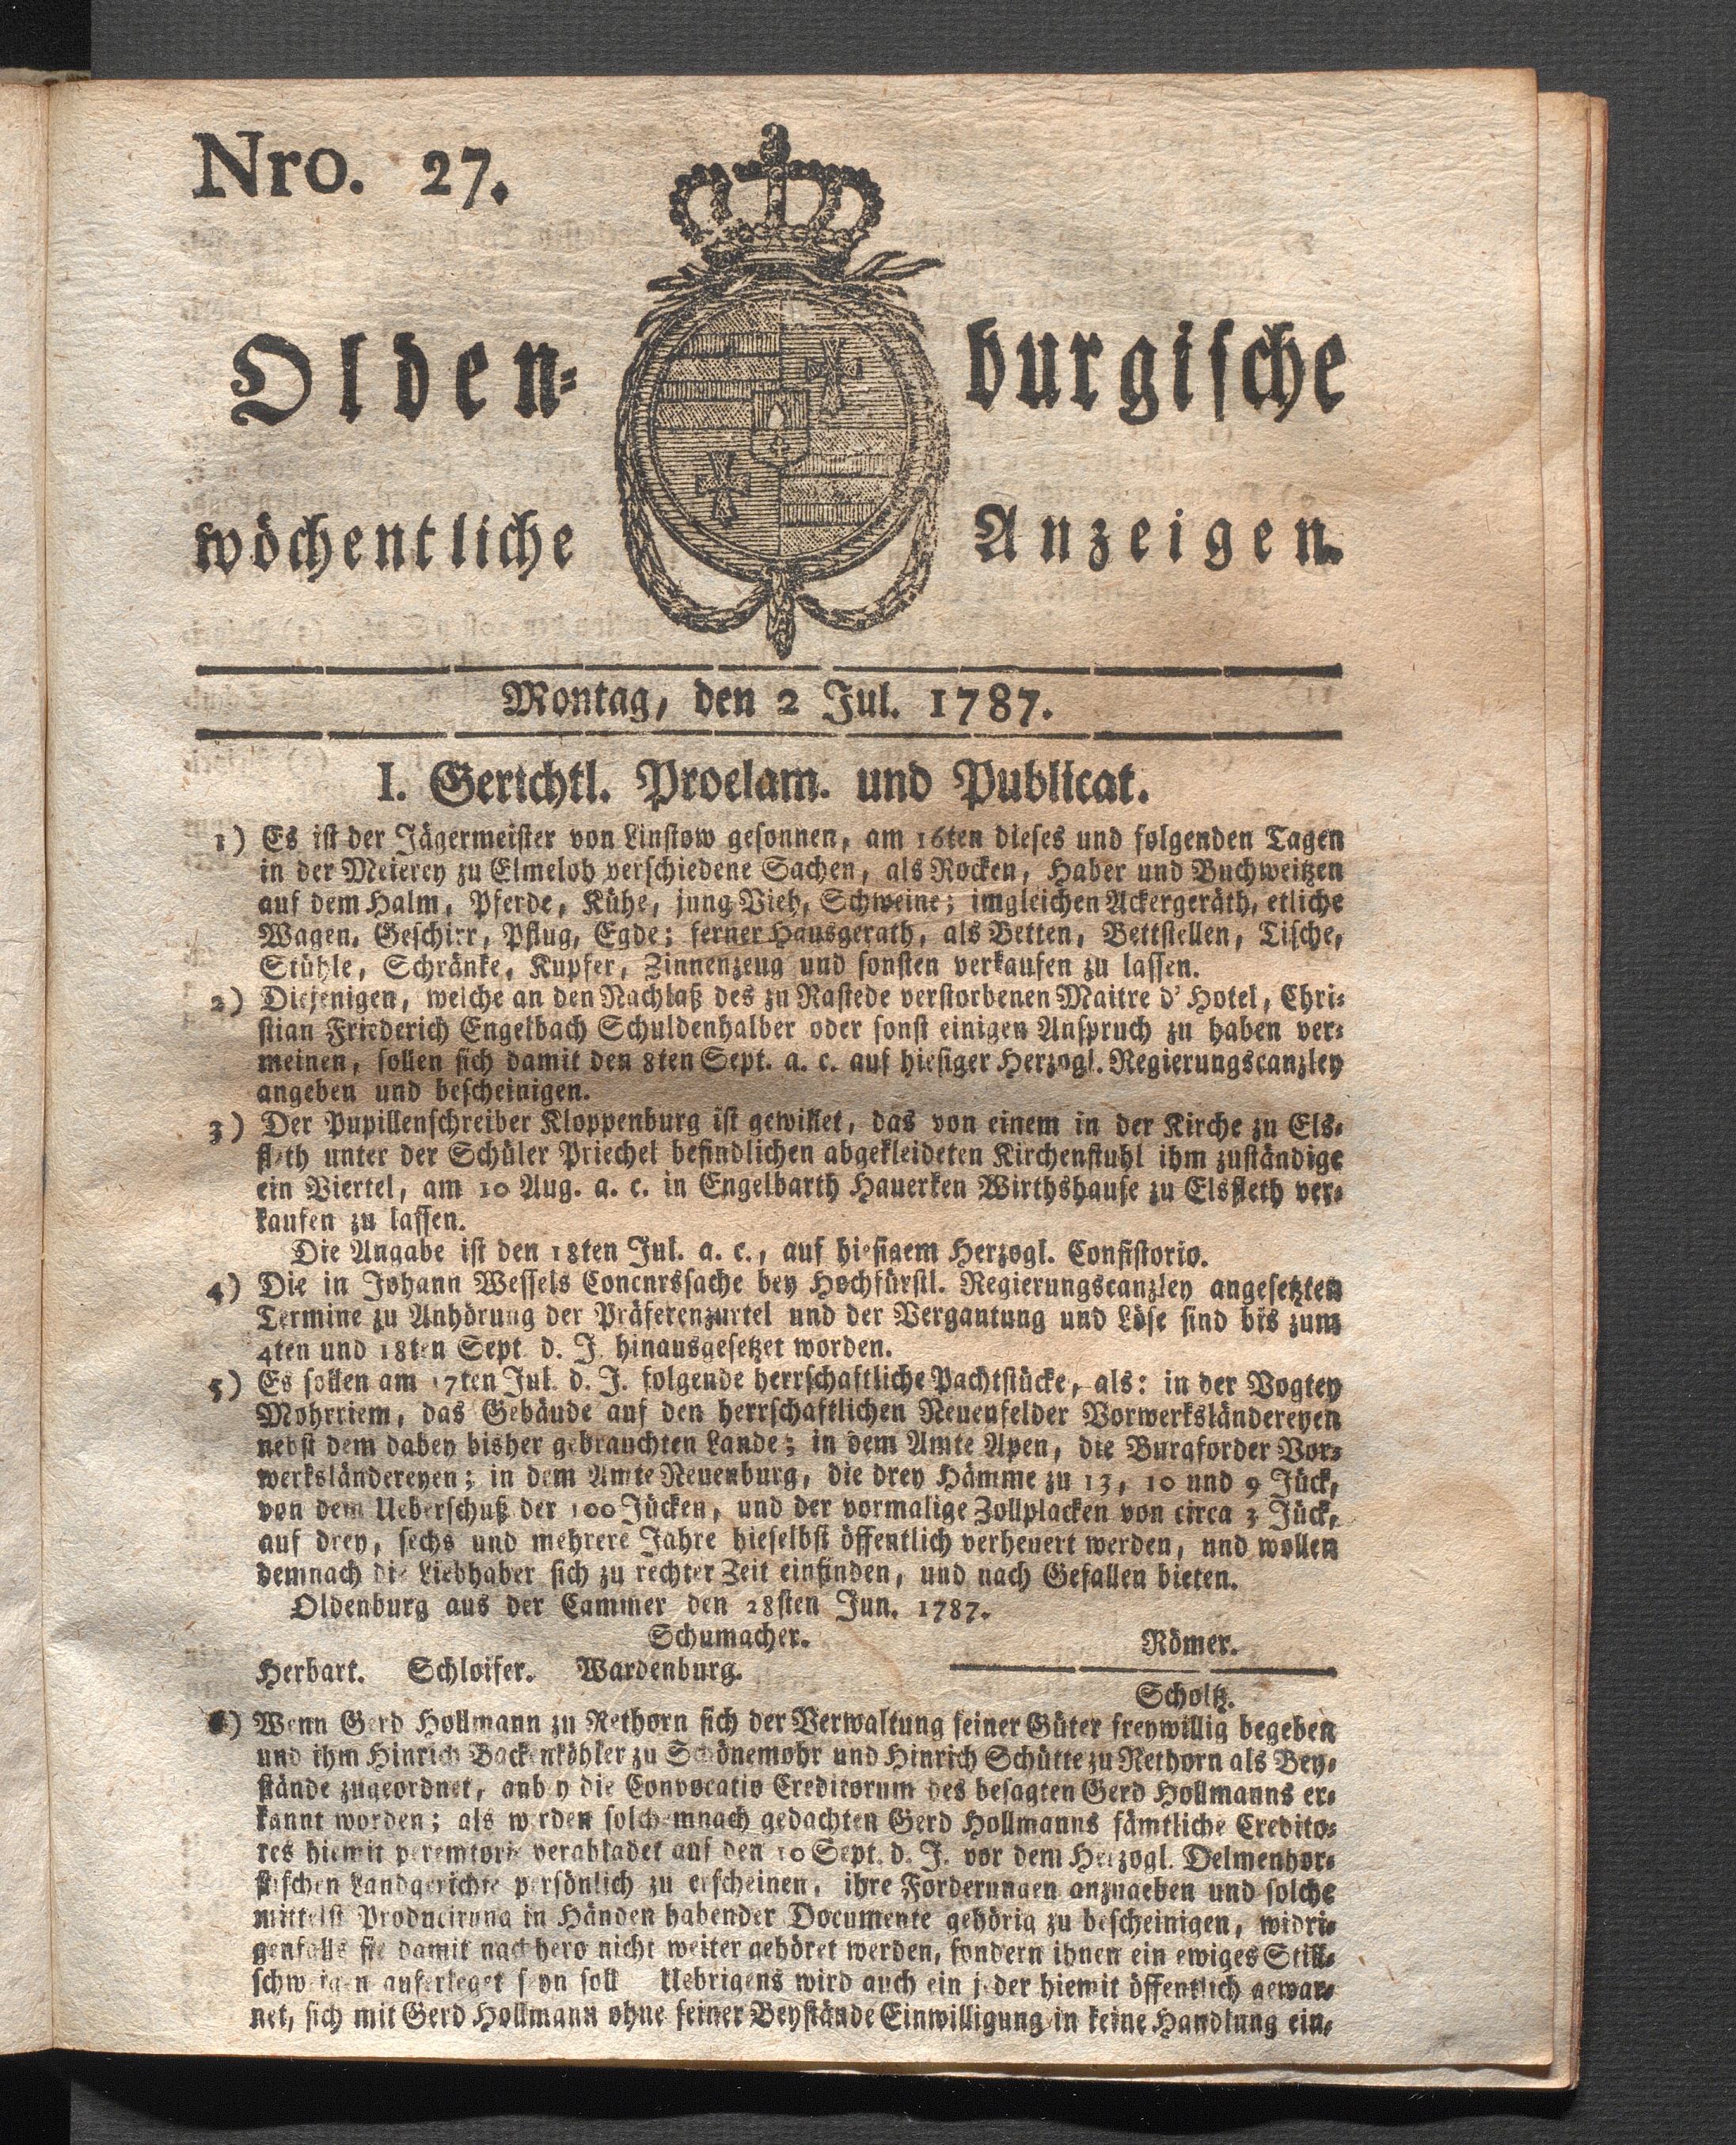 Nro. 27.
Olden- burgische
wöchentliche Anzeigen.
Montag, den 2 Jul. 1787.
I. Gerichtl. Proelam. und Publicat.
1) Es ist der Jägermeister von Linstow gesonnen, am 16ten dieses und folgenden Tagen
in der Meierey zu Elmeloh verschiedene Sachen, als Rocken, Haber und Buchweitzen
auf dem Halm, Pferde, Kühe, jung Vieh, Schweine; imgleichen Ackergeräth, etliche
Wagen, Geschirr, Pflug, Egde; ferner Hausgerath, als Betten, Bettstellen, Tische,
Stühle, Schränke, Kupfer, Zinnenzeug und sonsten verkaufen zu lassen.
2) Diejenigen, welche an den Nachlaß des zu Rastede verstorbenen Maitre d' Hotel, Chri-
stian Friederich Engelbach Schuldenhalber oder sonst einigen Anspruch zu haben ver-
meinen, sollen sich damit den 8ten Sept. a. c. auf hiesiger Herzogl. Regierungscanzley
angeben und bescheinigen.
3) Der Pupillenschreiber Kloppenburg ist gewillet, das von einem in der Kirche zu Els-
fleth unter der Schüler Priechel befindlichen abgekleideten Kirchenstuhl ihm zuständige
ein Viertel, am 10 Aug. a. c. in Engelbarth Hauerken Wirthshause zu Elsfleth ver-
kaufen zu lassen.
Die Angabe ist den 18ten Jul. a. c., auf hiesigem Herzogl. Consistorio.
4) Die in Johann Wessels Concnrssache bey Hochfürstl. Regierungscanzley angesetzten
Termine zu Anhörung der Präferenzurtel und der Vergantung und Löse sind bis zum
4ten und 18ten Sept. d. J. hinausgesetzet worden.
5) Es sollen am 17ten Jul. d. J. folgende herrschaftliche Pachtstücke, als: in der Vogtey
Mohrriem, das Gebäude auf den herrschaftlichen Neuenfelder Vorwerksländereyen
nebst dem dabey bisher gebrauchten Lande; in dem Amte Apen, die Burgforder Vor-
werksländereyen; in dem Amte Neuenburg, die drey Hämme zu 13, 10 und 9 Jück,
von dem Ueberschuß der 100 Jücken, und der vormalige Zollplacken von circa 3 Jück,
auf drey, sechs und mehrere Jahre hieselbst öffentlich verheuert werden, und wollen
demnach die Liebhaber sich zu rechter Zeit einfinden, und nach Gefallen bieten.
Oldenburg aus der Cammer den 28sten Jun. 1787.
Schumacher. Römer.
Herbart. Schloifer. Wardenburg.
Scholtz.
6) Wenn Gerd Hollmann zu Rethorn sich der Verwaltung seiner Güter freywillig begeben
und ihm Hinrich Backenköhler zu Schönemohr und Hinrich Schütte zu Rethorn als Bey-
stände zugeordnet, anbey die Convocatio Creditorum des besagten Gerd Hollmanns er-
kannt worden; als werden solchemnach gedachten Gerd Hollmanns sämtliche Credito-
res hiemit peremtorie verabladet auf den 10 Sept. d. J. vor dem Herzogl. Delmenhor-
stischen Landgerichte persönlich zu erscheinen, ihre Forderungen anzugeben und solche
mittelst Producirung in Händen habender Documente gehörig zu bescheinigen, widri-
genfalls sie damit nachhero nicht weiter gehöret werden, sondern ihnen ein ewiges Still-
schweigen auferleget seyn soll Uebrigens wird auch ein jeder hiemit öffentlich gewar-
net, sich mit Gerd Hollmann ohne seiner Beystände Einwilligung in keine Handlung ein-